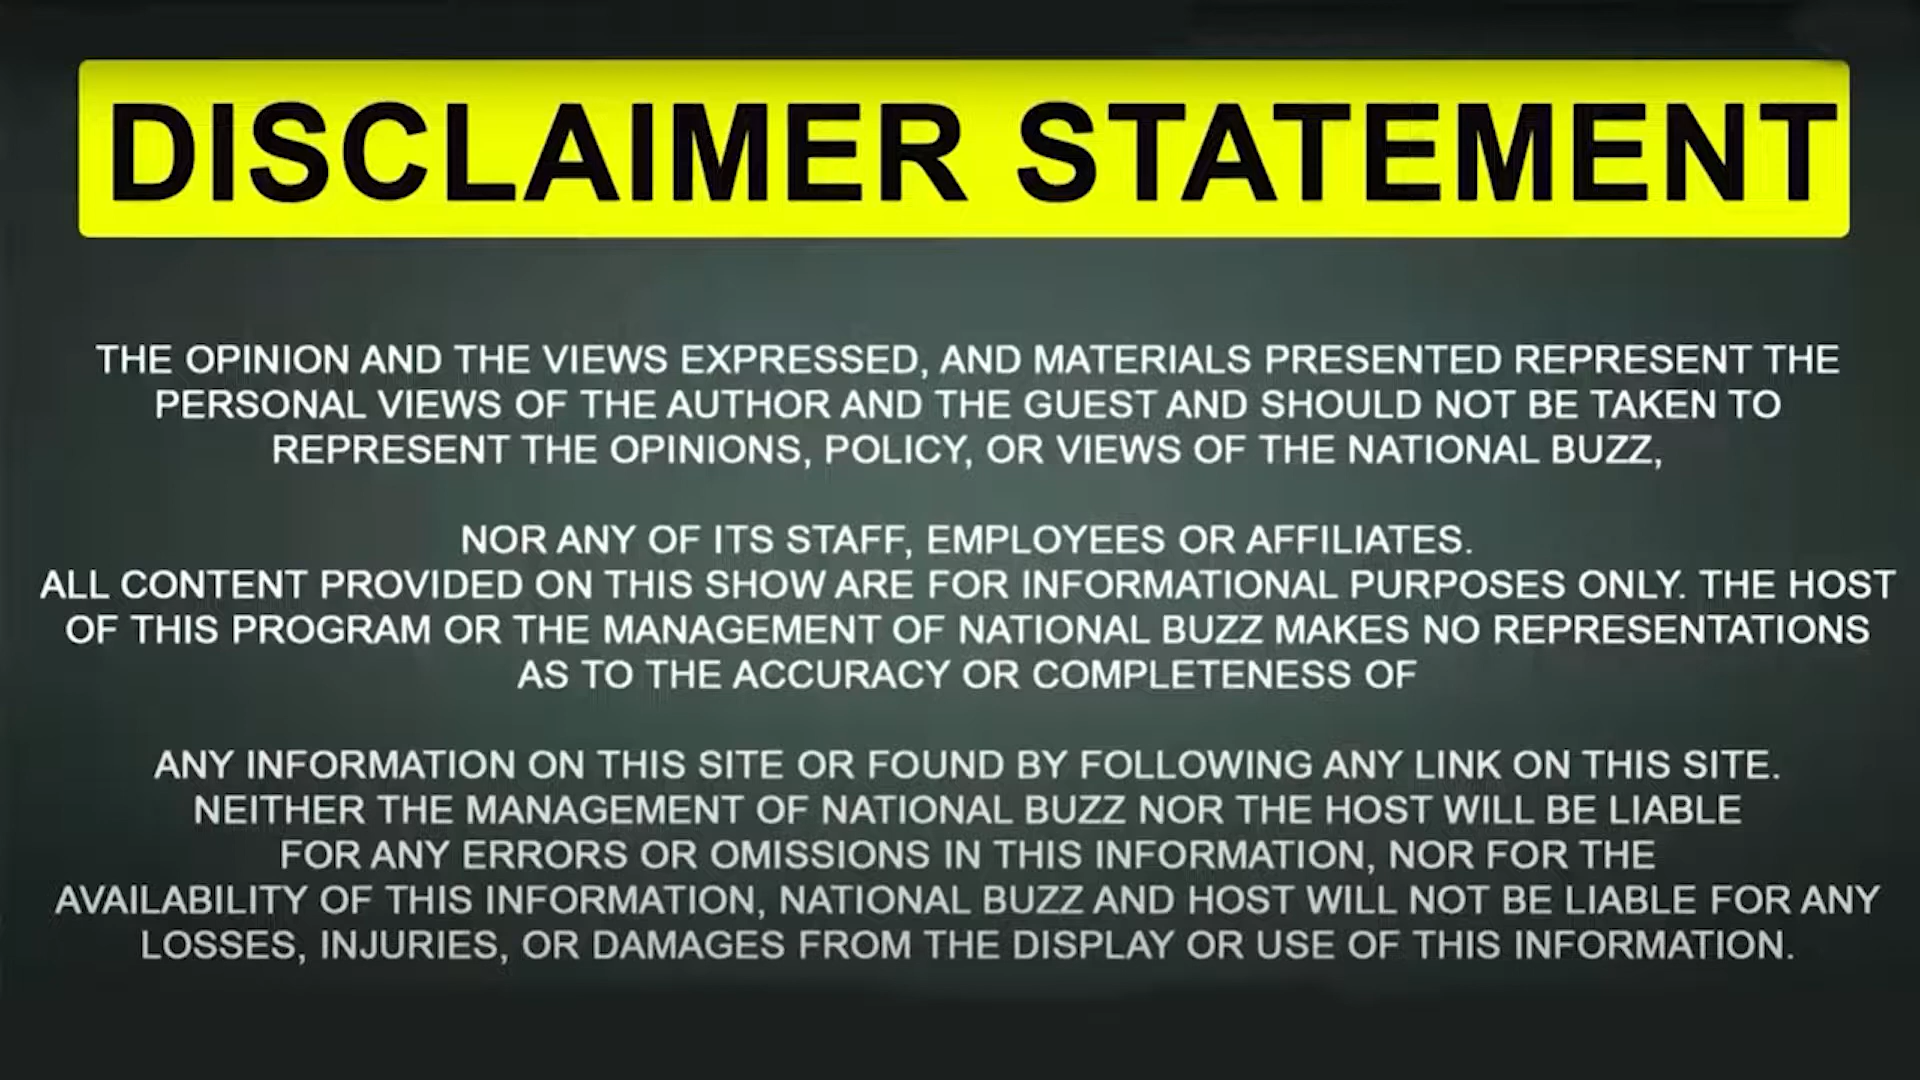 DISCLAIMER STATEMENT
THE OPINION AND THE VIEWS EXPRESSED, AND MATERIALS PRESENTED REPRESENT THE
PERSONAL VIEWS OF THE AUTHOR AND THE GUEST AND SHOULD NOT BE TAKEN TO
REPRESENT THE OPINIONS, POLICY, OR VIEWS OF THE NATIONAL BUZZ,
NOR ANY OF ITS STAFF, EMPLOYEES OR AFFILIATES.
ALL CONTENT PROVIDED ON THIS SHOW ARE FOR INFORMATIONAL PURPOSES ONLY. THE HOST
OF THIS PROGRAM OR THE MANAGEMENT OF NATIONAL BUZZ MAKES NO REPRESENTATIONS
AS TO THE ACCURACY OR COMPLETENESS OF
ANY INFORMATION ON THIS SITE OR FOUND BY FOLLOWING ANY LINK ON THIS SITE.
NEITHER THE MANAGEMENT OF NATIONAL BUZZ NOR THE HOST WILL BE LIABLE
FOR ANY ERRORS OR OMISSIONS IN THIS INFORMATION, NOR FOR THE
AVAILABILITY OF THIS INFORMATION, NATIONAL BUZZ AND HOST WILL NOT BE LIABLE FOR ANY
LOSSES, INJURIES, OR DAMAGES FROM THE DISPLAY OR USE OF THIS INFORMATION.